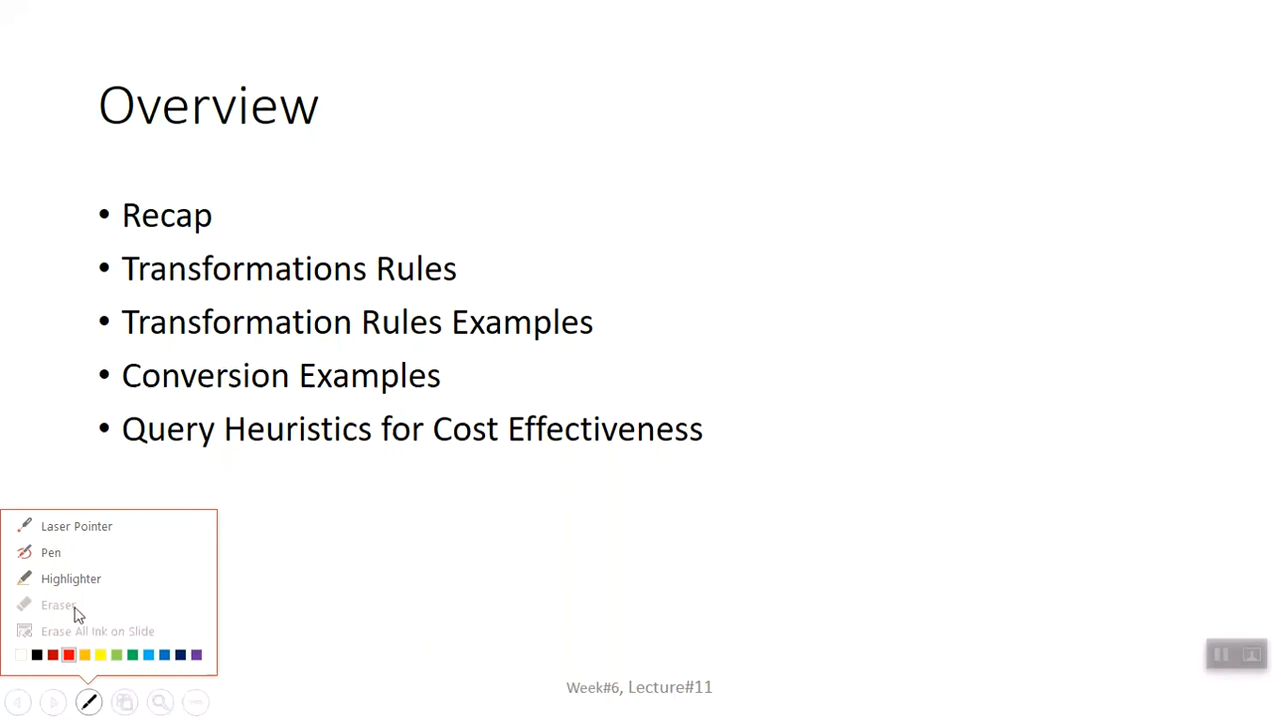 Overview
• Recap
• Transformations Rules
• Transformation Rules Examples
• Conversion Examples
• Query Heuristics for Cost Effectiveness
Laser Pointer
Pen
Highlighter
Eraser
Erase All Ink on Slide
Week#6, Lecture#11